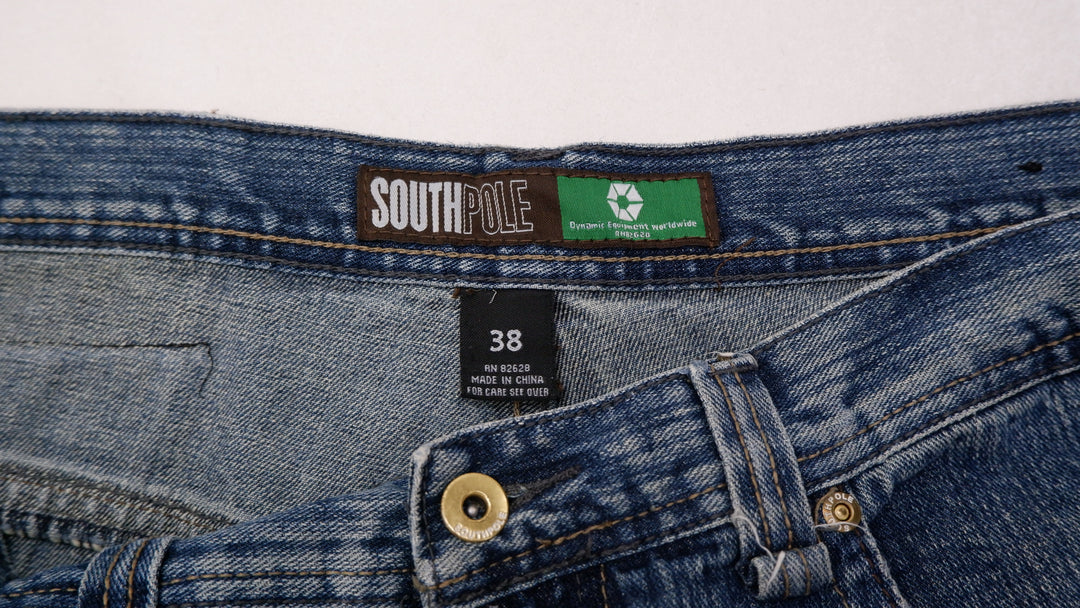 SOUTHPOLE
Dynamic Equipment Worldwide
RN82628
38
RN 82628
MADE IN CHINA
FOR CARE SEE OVER
SOUTHPOLE